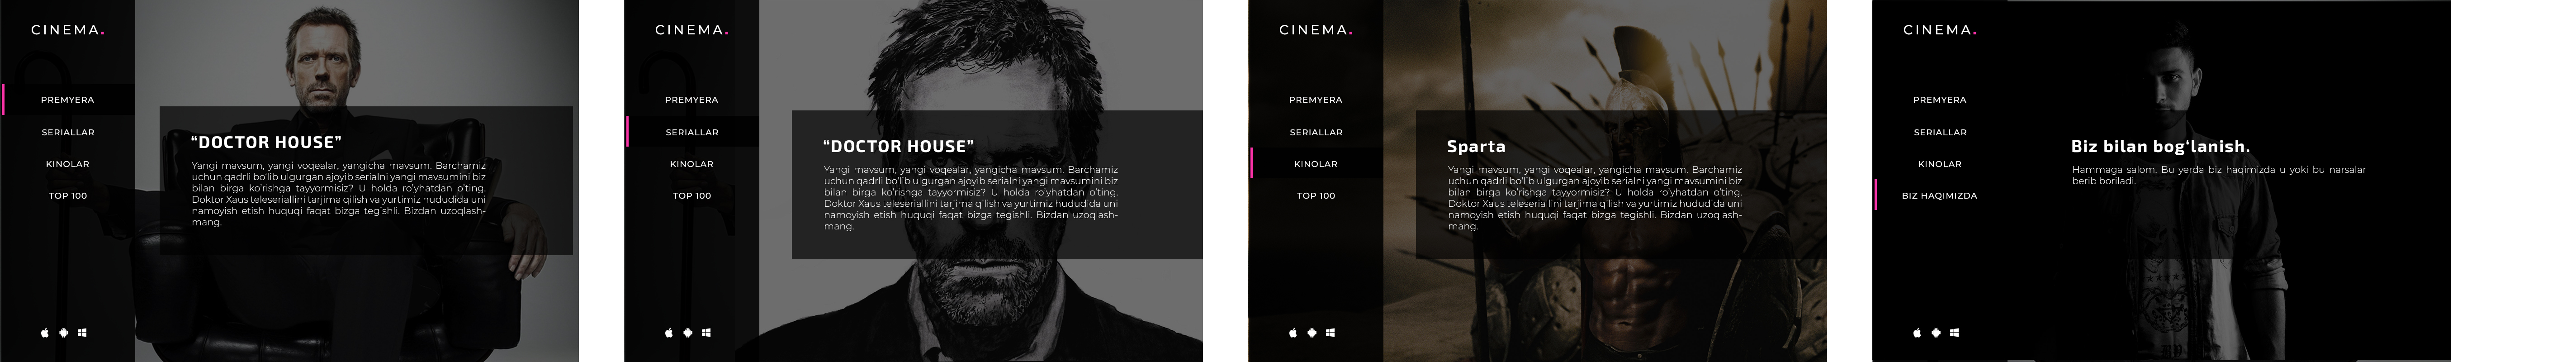 CINEMA.
PREMYERA
SERIALLAR
KINOLAR
TOP 100
“DOCTOR HOUSE”
Yangi mavsum, yangi voqealar, yangicha mavsum. Barchamiz
uchun qadrli bo‘lib ulgurgan ajoyib serialni yangi mavsumini biz
bilan birga ko‘rishga tayyormisiz? U holda ro‘yhatdan o‘ting.
Doktor Xaus teleseriallini tarjima qilish va yurtimiz hududida uni
namoyish etish huquqi faqat bizga tegishli. Bizdan uzoqlash-
mang.
CINEMA.
PREMYERA
SERIALLAR
KINOLAR
TOP 100
“DOCTOR HOUSE”
Yangi mavsum, yangi voqealar, yangicha mavsum. Barchamiz
uchun qadrli bo‘lib ulgurgan ajoyib serialni yangi mavsumini biz
bilan birga ko‘rishga tayyormisiz? U holda ro‘yhatdan o‘ting.
Doktor Xaus teleseriallini tarjima qilish va yurtimiz hududida uni
namoyish etish huquqi faqat bizga tegishli. Bizdan uzoqlash-
mang.
CINEMA.
PREMYERA
SERIALLAR
KINOLAR
TOP 100
Sparta
Yangi mavsum, yangi voqealar, yangicha mavsum. Barchamiz
uchun qadrli bo‘lib ulgurgan ajoyib serialni yangi mavsumini biz
bilan birga ko‘rishga tayyormisiz? U holda ro‘yhatdan o‘ting.
Doktor Xaus teleseriallini tarjima qilish va yurtimiz hududida uni
namoyish etish huquqi faqat bizga tegishli. Bizdan uzoqlash-
mang.
CINEMA.
PREMYERA
SERIALLAR
KINOLAR
BIZ HAQIMIZDA
Biz bilan bog‘lanish.
Hammaga salom. Bu yerda biz haqimizda u yoki bu narsalar
berib boriladi.